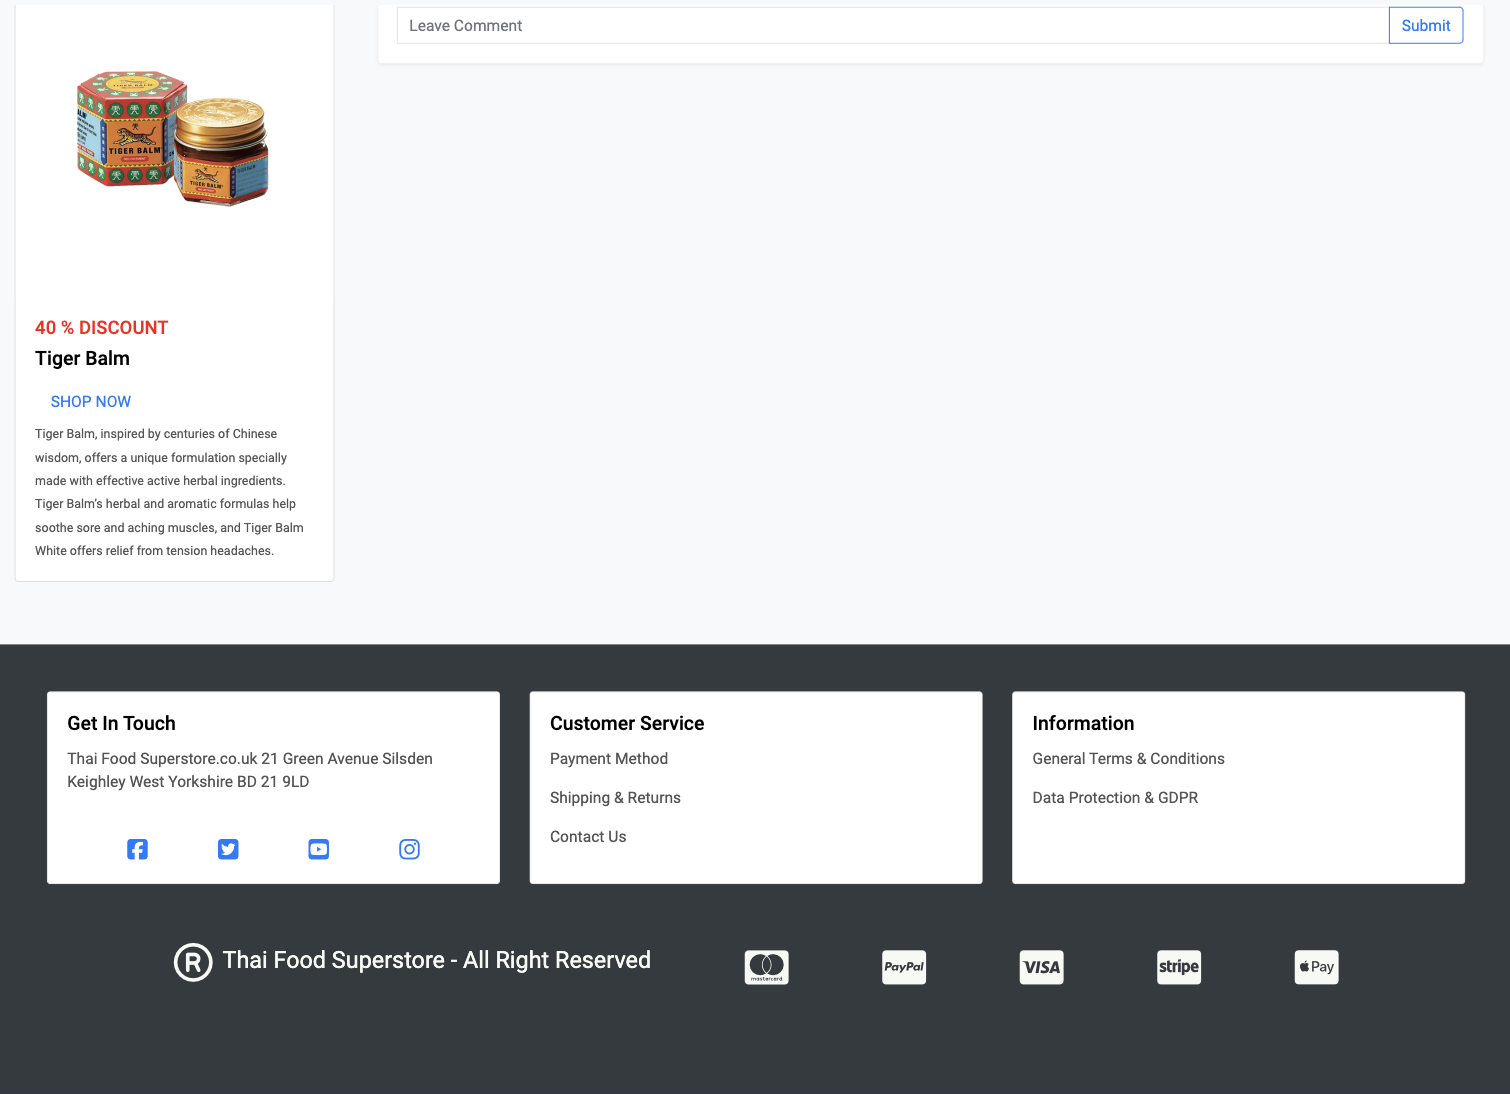 Leave Comment
Submit
TIGER BALM
TIGER BALM
TIGER BALM
40 % DISCOUNT
Tiger Balm
SHOP NOW
Tiger Balm, inspired by centuries of Chinese
wisdom, offers a unique formulation specially
made with effective active herbal ingredients.
Tiger Balm's herbal and aromatic formulas help
soothe sore and aching muscles, and Tiger Balm
White offers relief from tension headaches.
Get In Touch
Thai Food Superstore.co.uk 21 Green Avenue Silsden
Keighley West Yorkshire BD 21 9LD
Customer Service
Payment Method
Shipping & Returns
Contact Us
Information
General Terms & Conditions
Data Protection & GDPR
® Thai Food Superstore - All Right Reserved
mastercard
PayPal
VISA
stripe
Pay